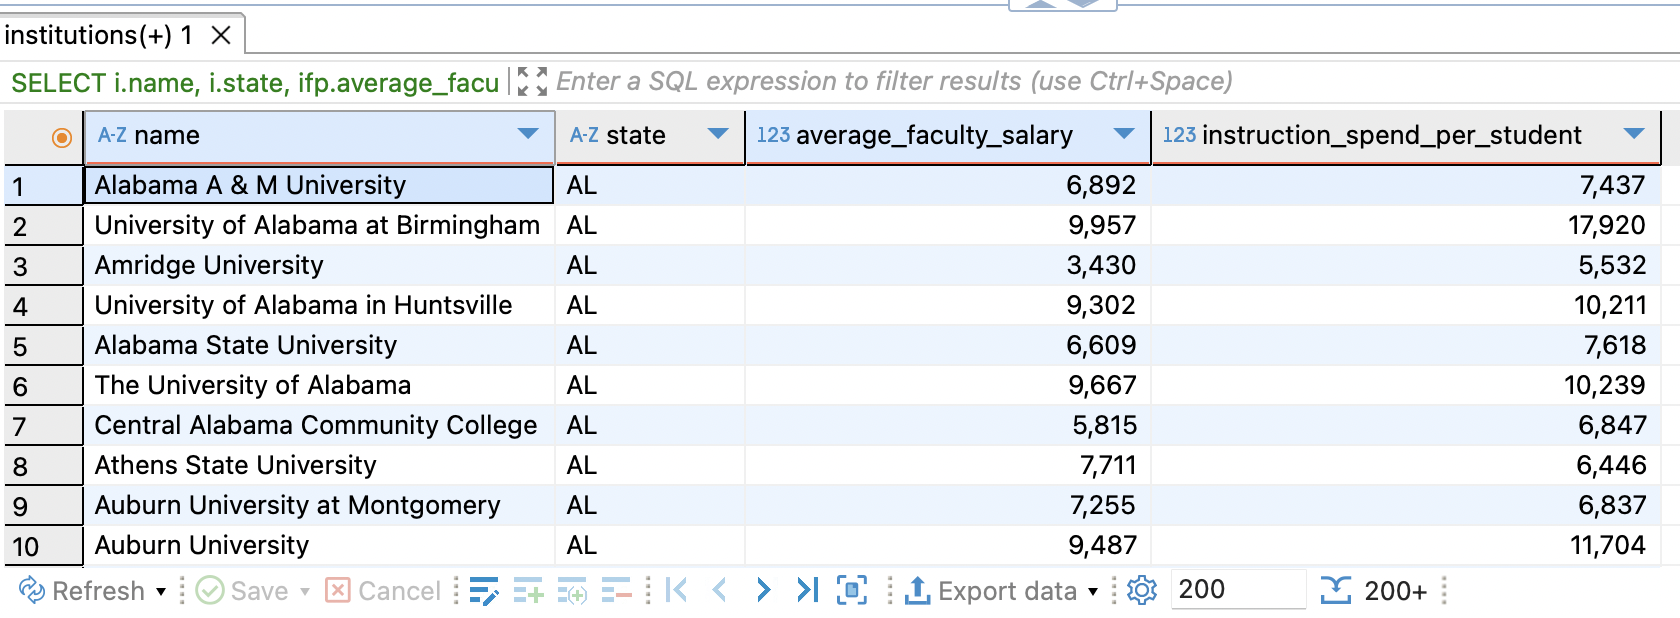 institutions(+) 1
SELECT i.name, i.state, ifp.average_facu Enter a SQL expression to filter results (use Ctrl+Space)
A-Z name A-Z state 123 average_faculty_salary 123 instruction_spend_per_student
1 Alabama A & M University AL 6,892 7,437
2 University of Alabama at Birmingham AL 9,957 17,920
3 Amridge University AL 3,430 5,532
4 University of Alabama in Huntsville AL 9,302 10,211
5 Alabama State University AL 6,609 7,618
6 The University of Alabama AL 9,667 10,239
7 Central Alabama Community College AL 5,815 6,847
8 Athens State University AL 7,711 6,446
9 Auburn University at Montgomery AL 7,255 6,837
10 Auburn University AL 9,487 11,704
Refresh Save Cancel Export data 200 200+